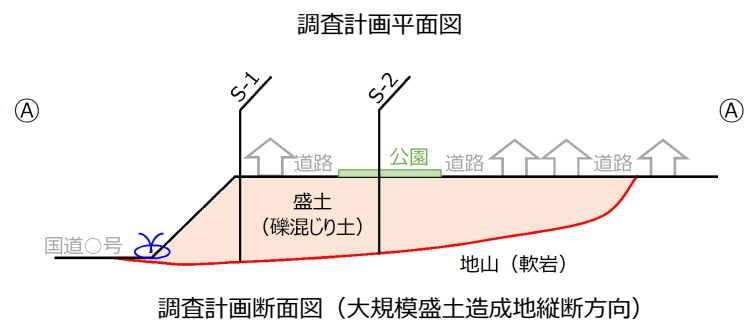 調査計画平面図
S-1
S-2
Ⓐ
Ⓐ
道路
公園
道路
道路
盛土
（礫混じり土）
国道○号
地山（軟岩）
調査計画断面図（大規模盛土造成地縦断方向）